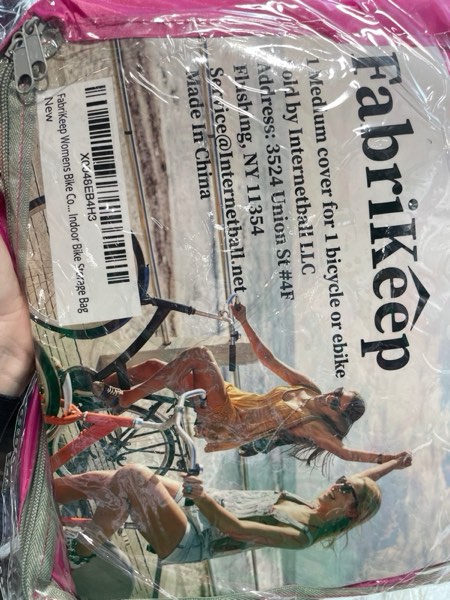 FabriKeep
1 Medium cover for 1 bicycle or ebike
Sold by Internetball LLC
Address: 3524 Union St #4F
Flushing, NY 11354
Service@Internetball.net
Made In China
FabriKeep Womens Bike Co... Indoor Bike Storage Bag
New